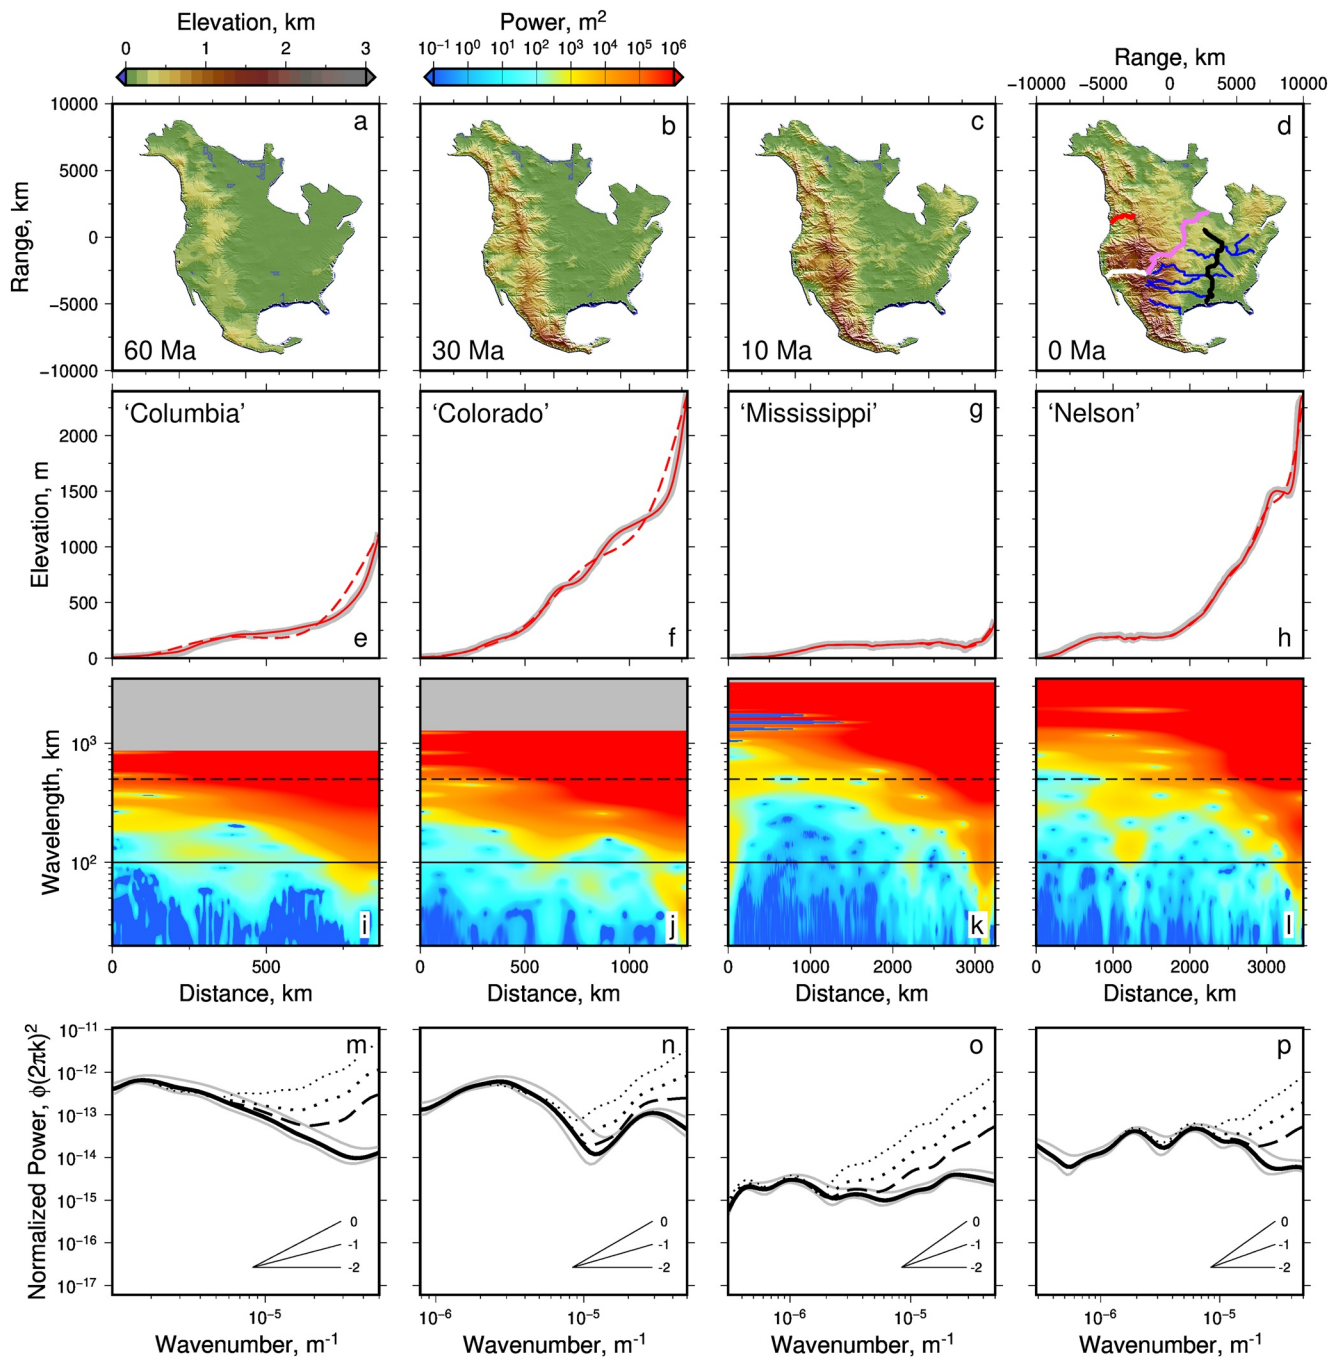 Elevation, km
0 1 2 3
Power, m²
10⁻¹ 10⁰ 10¹ 10² 10³ 10⁴ 10⁵ 10⁶
Range, km
−10000 −5000 0 5000 10000
Range, km
10000
5000
0
−5000
−10000
a
60 Ma
b
30 Ma
c
10 Ma
d
0 Ma
Elevation, m
2000
1500
1000
500
0
‘Columbia’
e
‘Colorado’
f
‘Mississippi’
g
‘Nelson’
h
Wavelength, km
10³
10²
i
j
k
l
0 500
Distance, km
0 500 1000
Distance, km
0 1000 2000 3000
Distance, km
0 1000 2000 3000
Distance, km
Normalized Power, ϕ(2πk)²
10⁻¹¹
10⁻¹²
10⁻¹³
10⁻¹⁴
10⁻¹⁵
10⁻¹⁶
10⁻¹⁷
m
0
-1
-2
n
0
-1
-2
o
0
-1
-2
p
0
-1
-2
10⁻⁵
Wavenumber, m⁻¹
10⁻⁶ 10⁻⁵
Wavenumber, m⁻¹
10⁻⁶ 10⁻⁵
Wavenumber, m⁻¹
10⁻⁶ 10⁻⁵
Wavenumber, m⁻¹